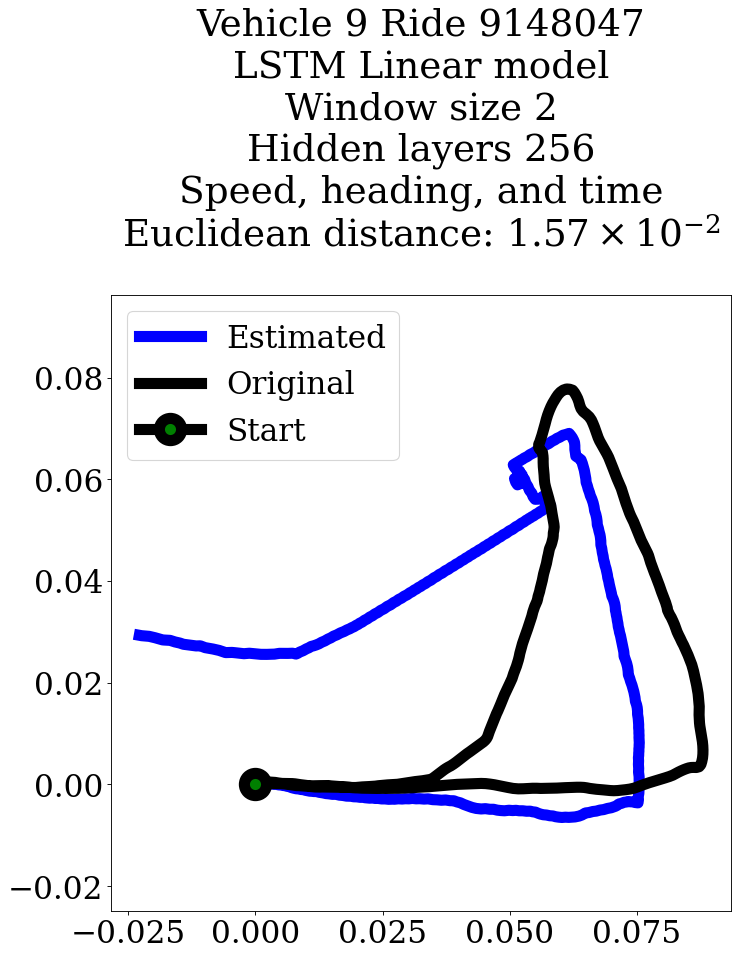 Vehicle 9 Ride 9148047
LSTM Linear model
Window size 2
Hidden layers 256
Speed, heading, and time
Euclidean distance: 1.57 × 10⁻²
Estimated
Original
Start
0.08
0.06
0.04
0.02
0.00
−0.02
−0.025 0.000 0.025 0.050 0.075